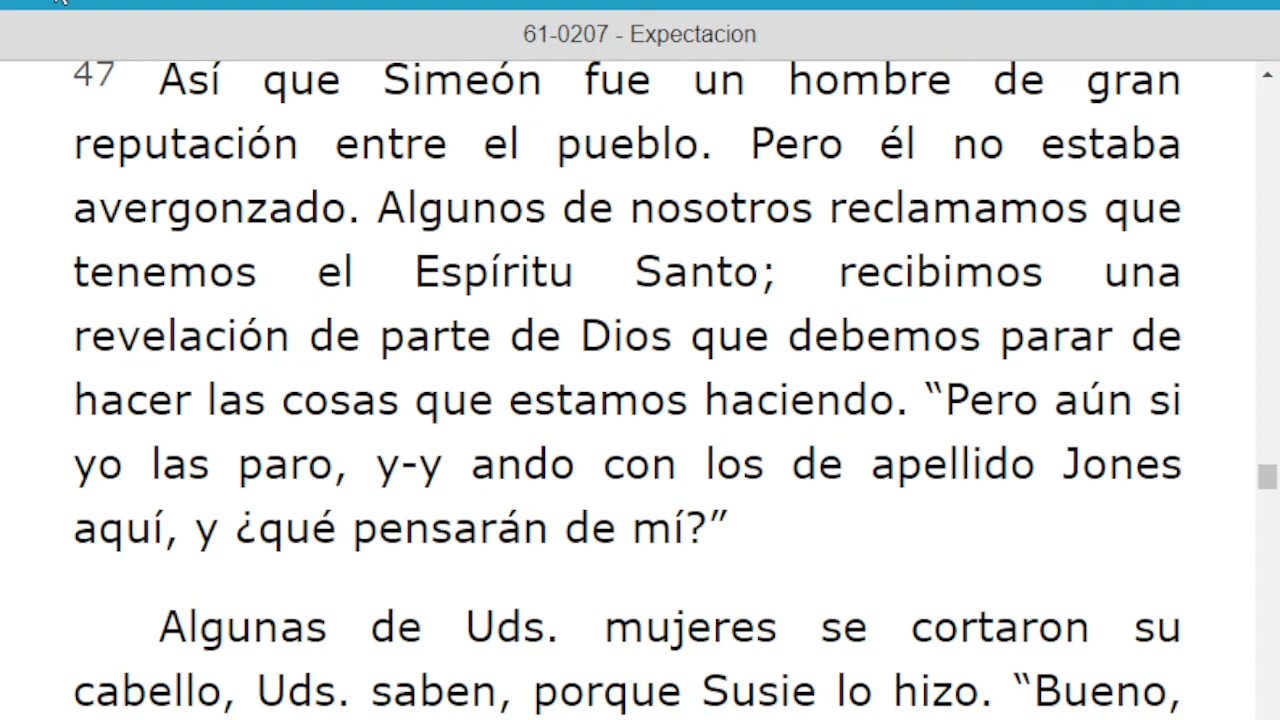 61-0207 - Expectacion
47 Así que Simeón fue un hombre de gran
reputación entre el pueblo. Pero él no estaba
avergonzado. Algunos de nosotros reclamamos que
tenemos el Espíritu Santo; recibimos una
revelación de parte de Dios que debemos parar de
hacer las cosas que estamos haciendo. “Pero aún si
yo las paro, y-y ando con los de apellido Jones
aquí, y ¿qué pensarán de mí?”
Algunas de Uds. mujeres se cortaron su
cabello, Uds. saben, porque Susie lo hizo. “Bueno,